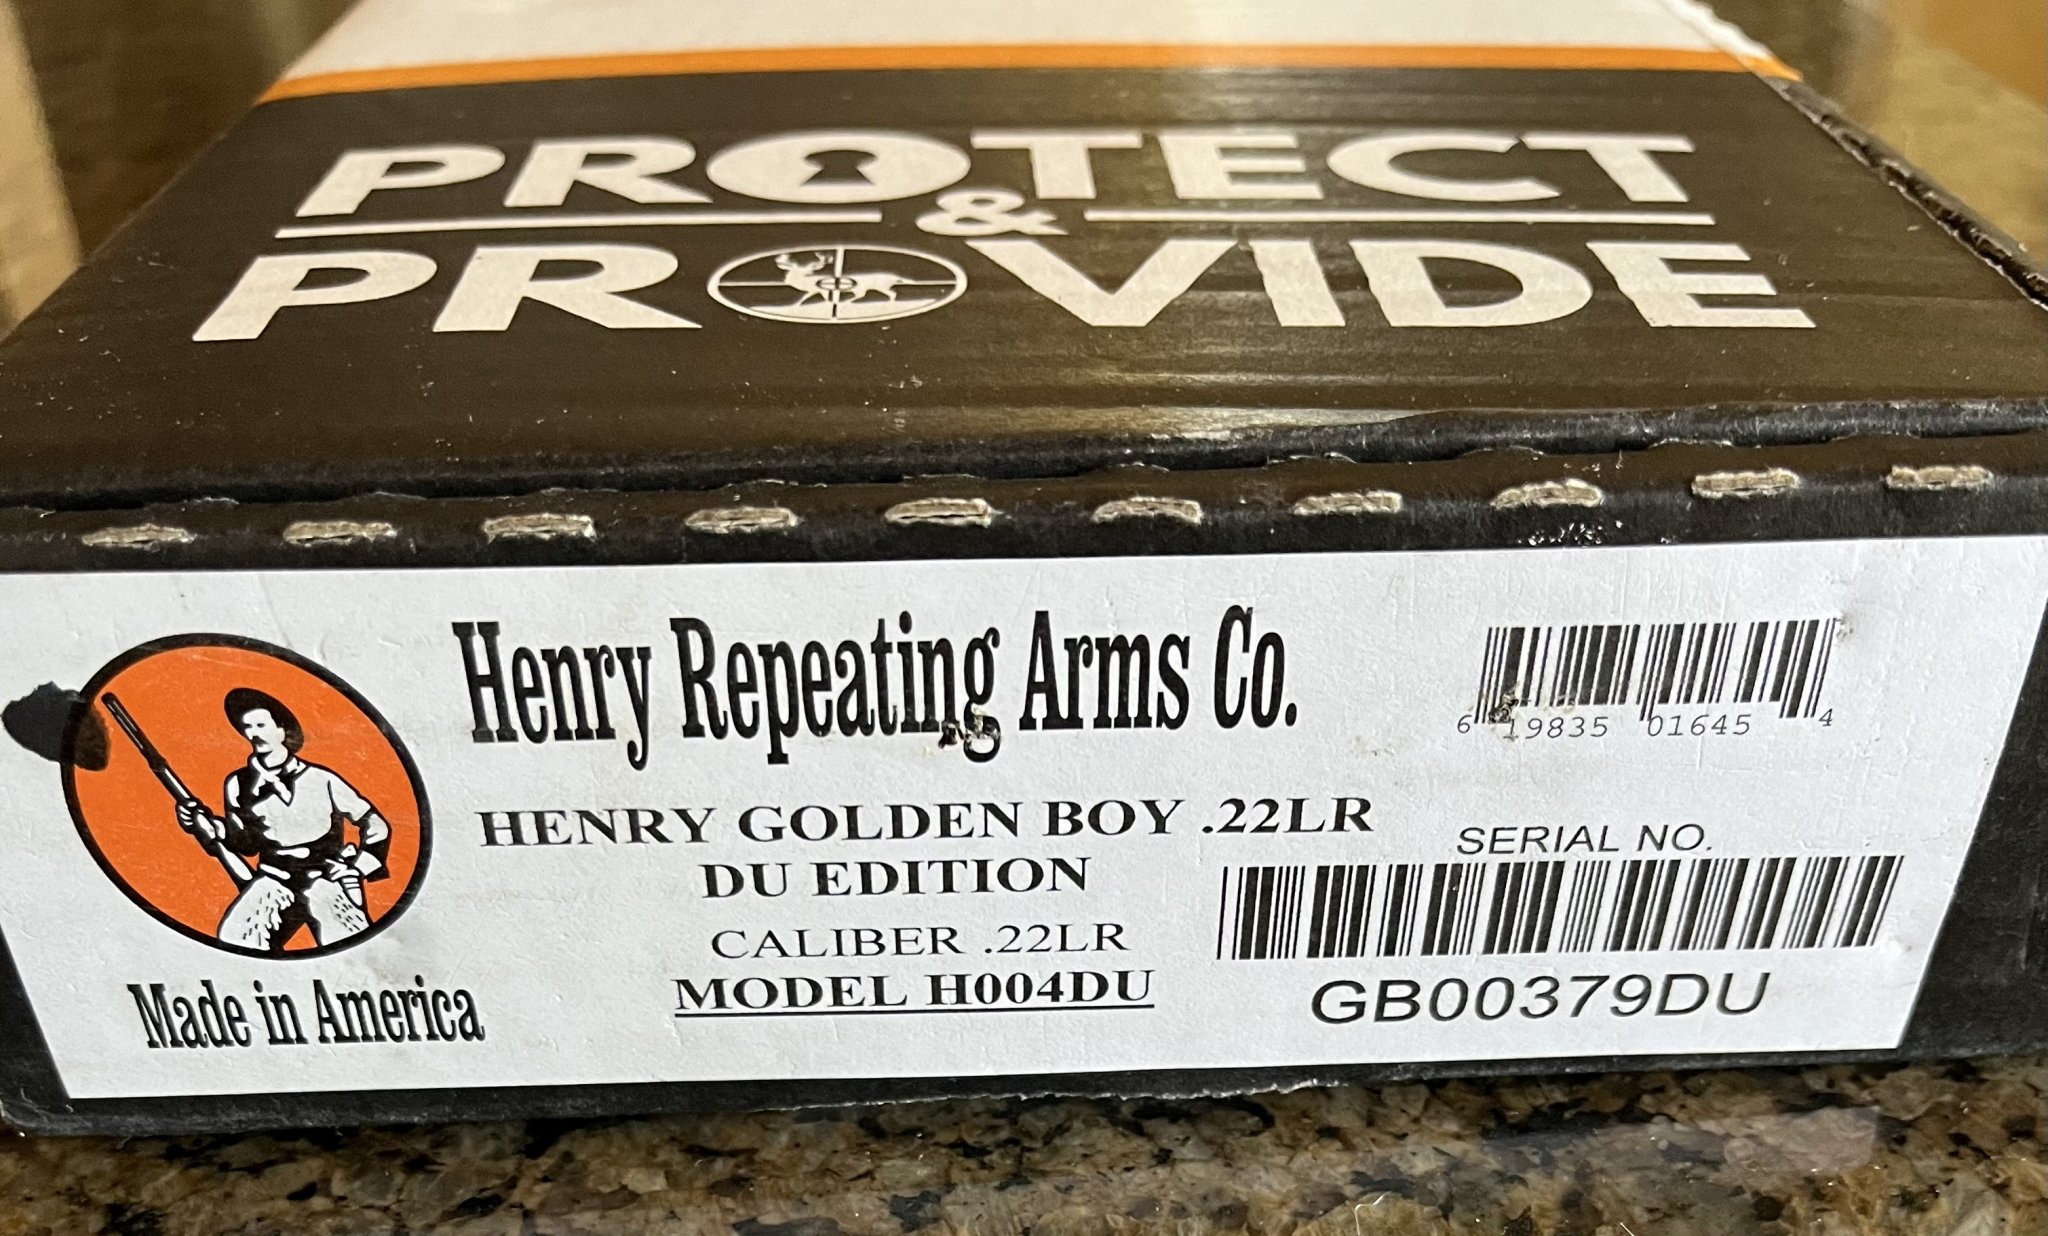 PROTECT
&
PROVIDE
Henry Repeating Arms Co.
6 19835 01645 4
HENRY GOLDEN BOY .22LR
DU EDITION
CALIBER .22LR
MODEL H004DU
SERIAL NO.
GB00379DU
Made in America